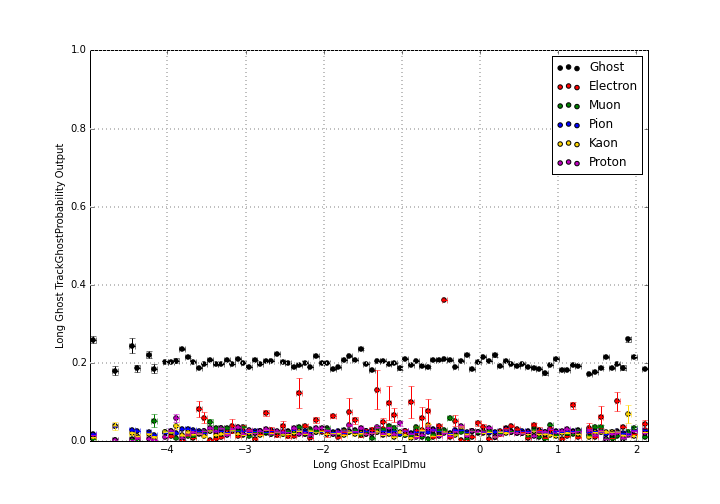 1.0
0.8
0.6
0.4
0.2
0.0
Long Ghost TrackGhostProbability Output
Ghost
Electron
Muon
Pion
Kaon
Proton
−4
−3
−2
−1
0
1
2
Long Ghost EcalPIDmu